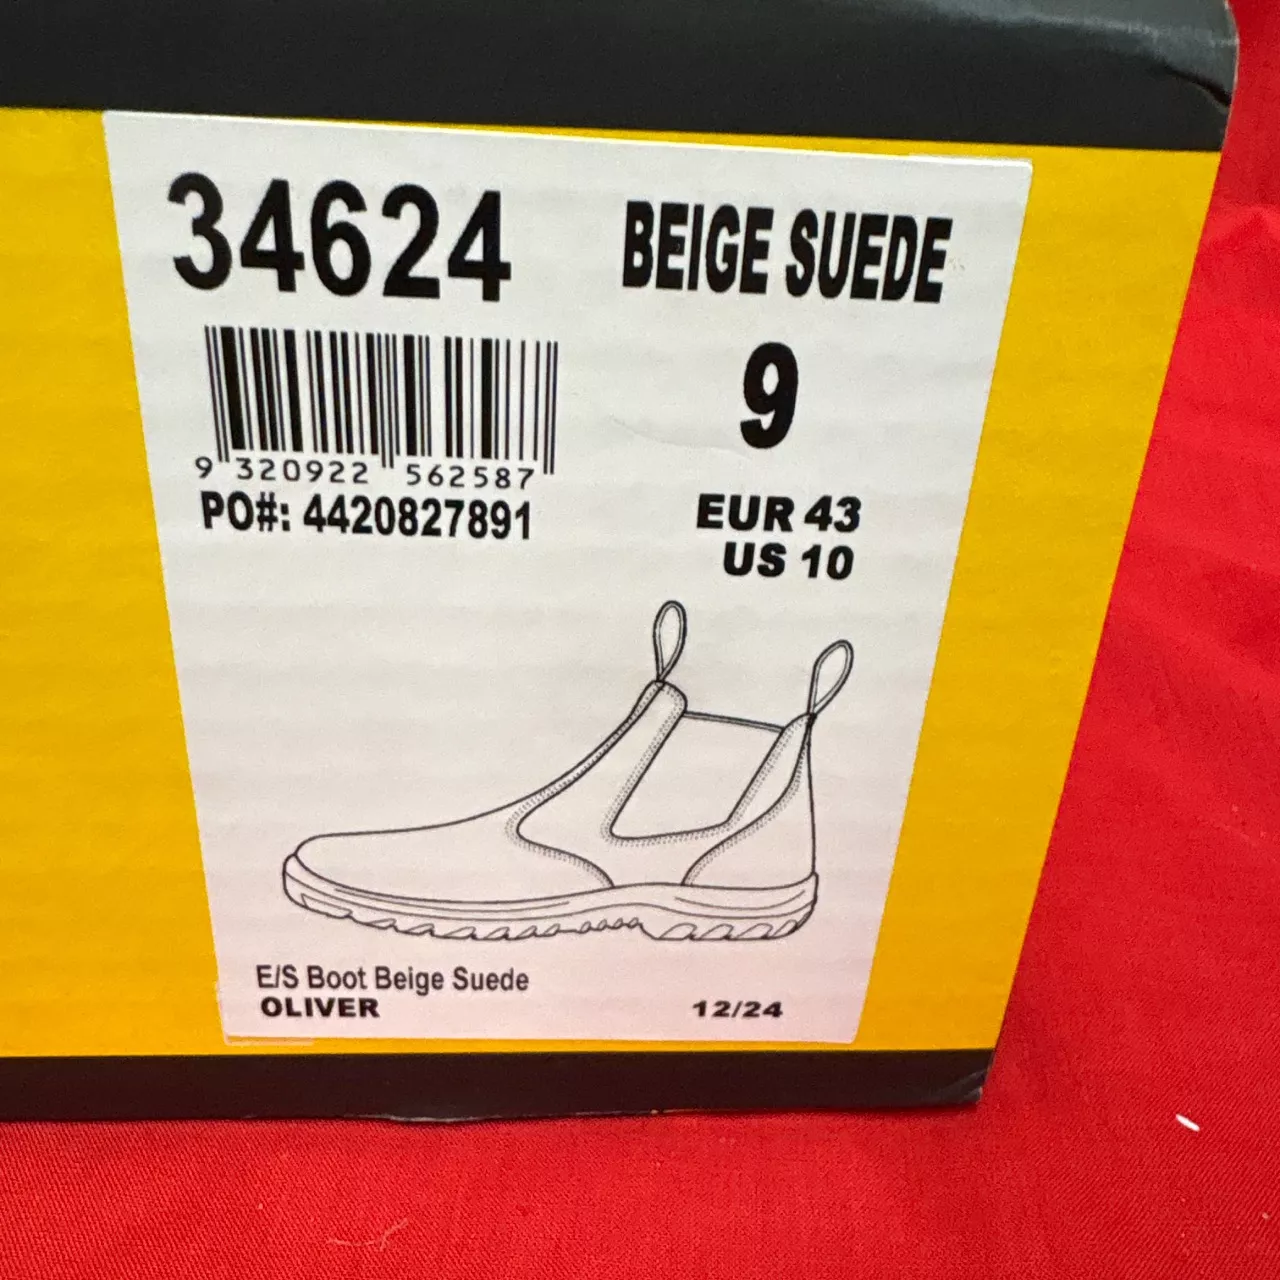 34624
BEIGE SUEDE
9
9 320922 562587
PO#: 4420827891
EUR 43
US 10
E/S Boot Beige Suede
OLIVER
12/24